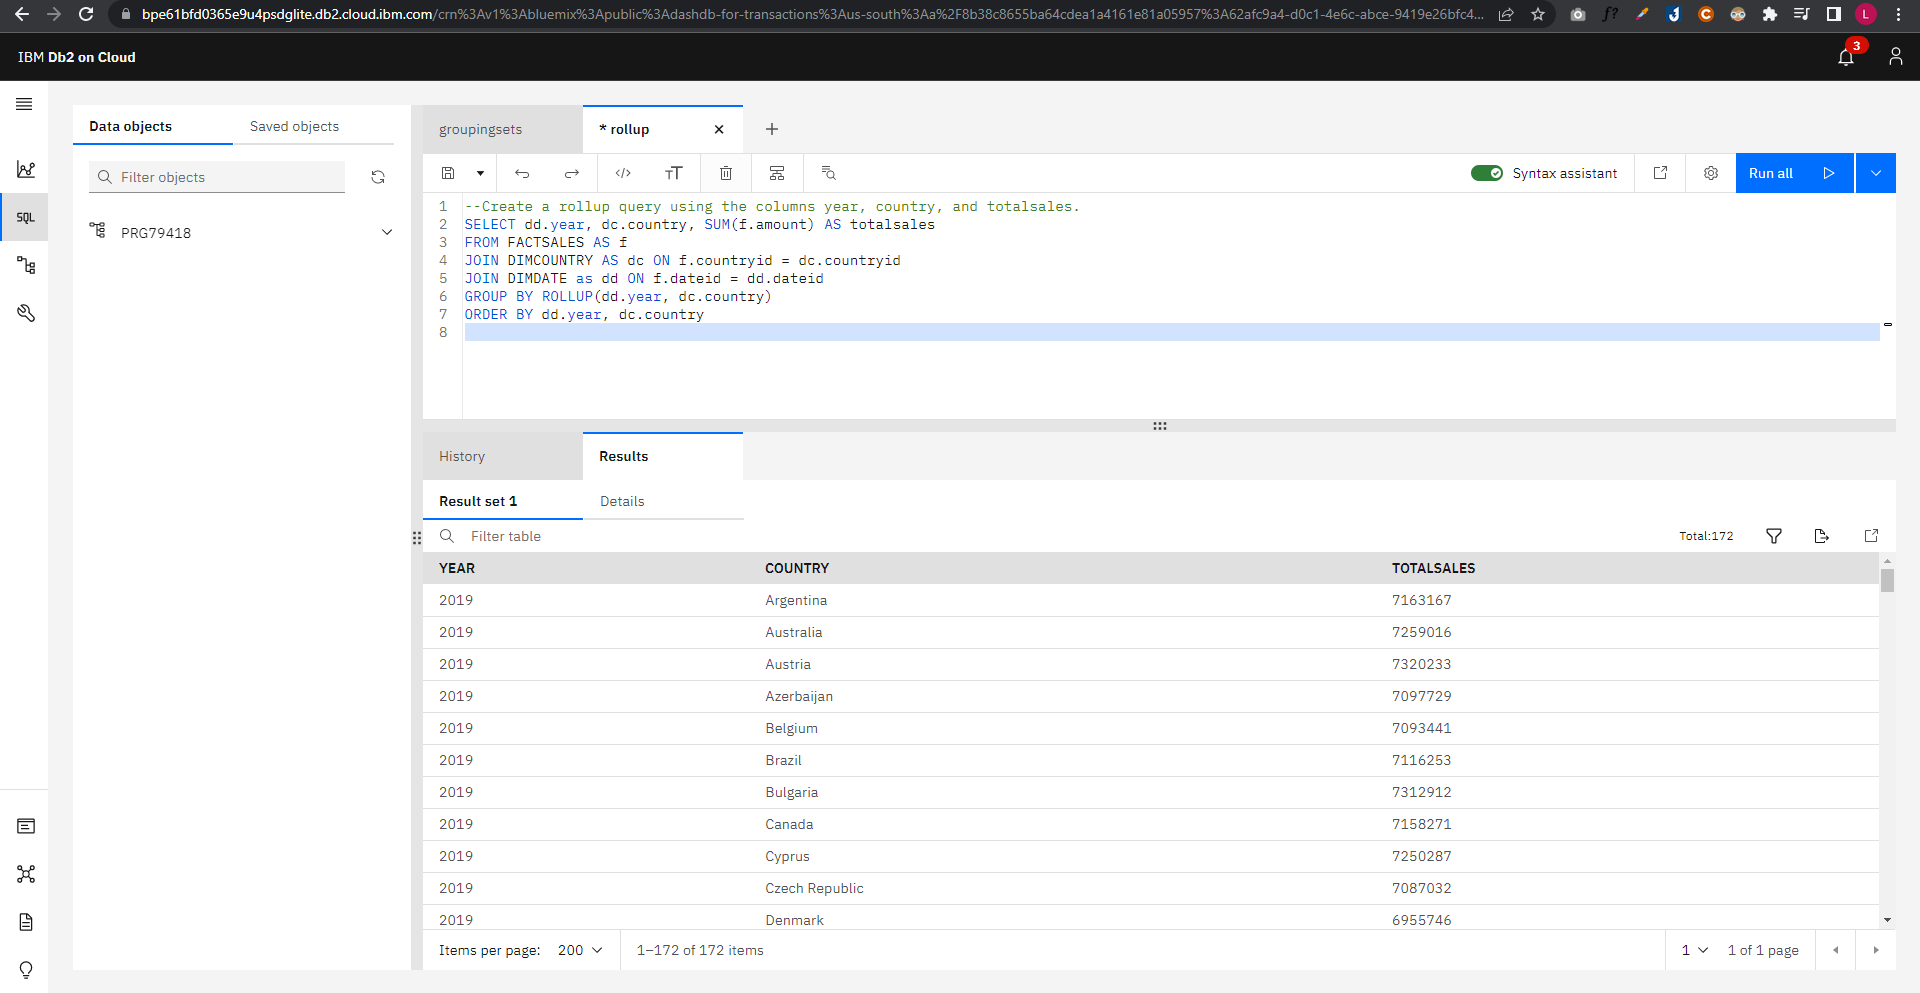 bpe61bfd0365e9u4psdglite.db2.cloud.ibm.com/crn%3Av1%3Abluemix%3Apublic%3Adashdb-for-transactions%3Aus-south%3Aa%2F8b38c8655ba64cdea1a4161e81a05957%3A62afc9a4-d0c1-4e6c-abce-9419e26bfc4...
f?
L
IBM Db2 on Cloud
3
Data objects
Saved objects
groupingsets
* rollup
Filter objects
Syntax assistant
Run all
SQL
PRG79418
1 --Create a rollup query using the columns year, country, and totalsales.
2 SELECT dd.year, dc.country, SUM(f.amount) AS totalsales
3 FROM FACTSALES AS f
4 JOIN DIMCOUNTRY AS dc ON f.countryid = dc.countryid
5 JOIN DIMDATE as dd ON f.dateid = dd.dateid
6 GROUP BY ROLLUP(dd.year, dc.country)
7 ORDER BY dd.year, dc.country
8
History
Results
Result set 1
Details
Filter table
Total:172
YEAR COUNTRY TOTALSALES
2019 Argentina 7163167
2019 Australia 7259016
2019 Austria 7320233
2019 Azerbaijan 7097729
2019 Belgium 7093441
2019 Brazil 7116253
2019 Bulgaria 7312912
2019 Canada 7158271
2019 Cyprus 7250287
2019 Czech Republic 7087032
2019 Denmark 6955746
Items per page: 200
1–172 of 172 items
1
1 of 1 page